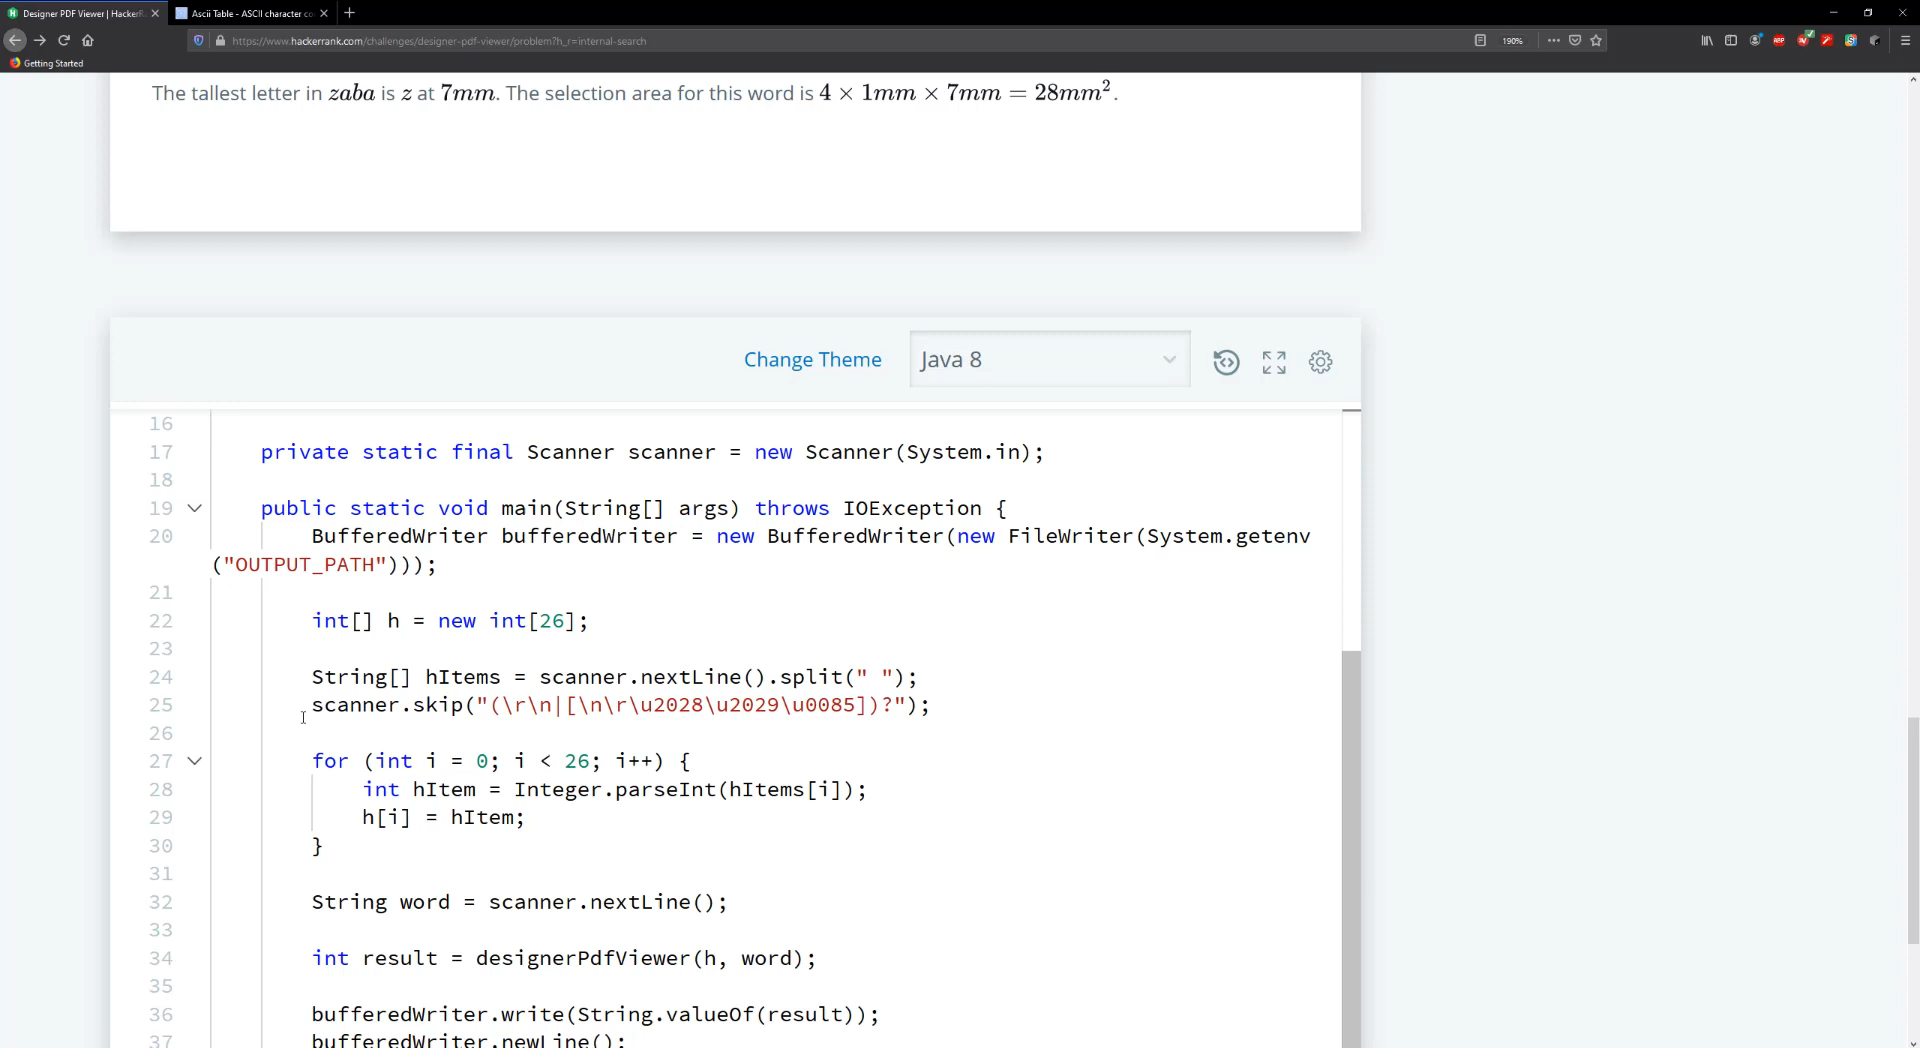 Designer PDF Viewer | HackerR
Ascii Table - ASCII character co
https://www.hackerrank.com/challenges/designer-pdf-viewer/problem?h_r=internal-search
190%
ABP
Getting Started
The tallest letter in zaba is z at 7mm. The selection area for this word is 4 × 1mm × 7mm = 28mm².
Change Theme
Java 8
16
17 private static final Scanner scanner = new Scanner(System.in);
18
19 public static void main(String[] args) throws IOException {
20 BufferedWriter bufferedWriter = new BufferedWriter(new FileWriter(System.getenv
("OUTPUT_PATH")));
21
22 int[] h = new int[26];
23
24 String[] hItems = scanner.nextLine().split(" ");
25 scanner.skip("(\r\n|[\n\r\u2028\u2029\u0085])?");
26
27 for (int i = 0; i < 26; i++) {
28 int hItem = Integer.parseInt(hItems[i]);
29 h[i] = hItem;
30 }
31
32 String word = scanner.nextLine();
33
34 int result = designerPdfViewer(h, word);
35
36 bufferedWriter.write(String.valueOf(result));
37 bufferedWriter.newLine();